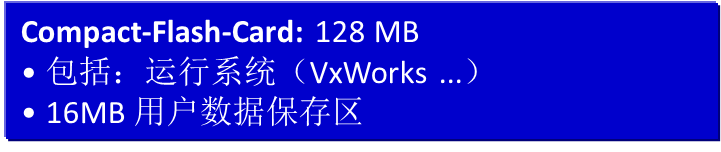 Compact-Flash-Card: 128 MB
• 包括：运行系统（VxWorks ...）
• 16MB 用户数据保存区